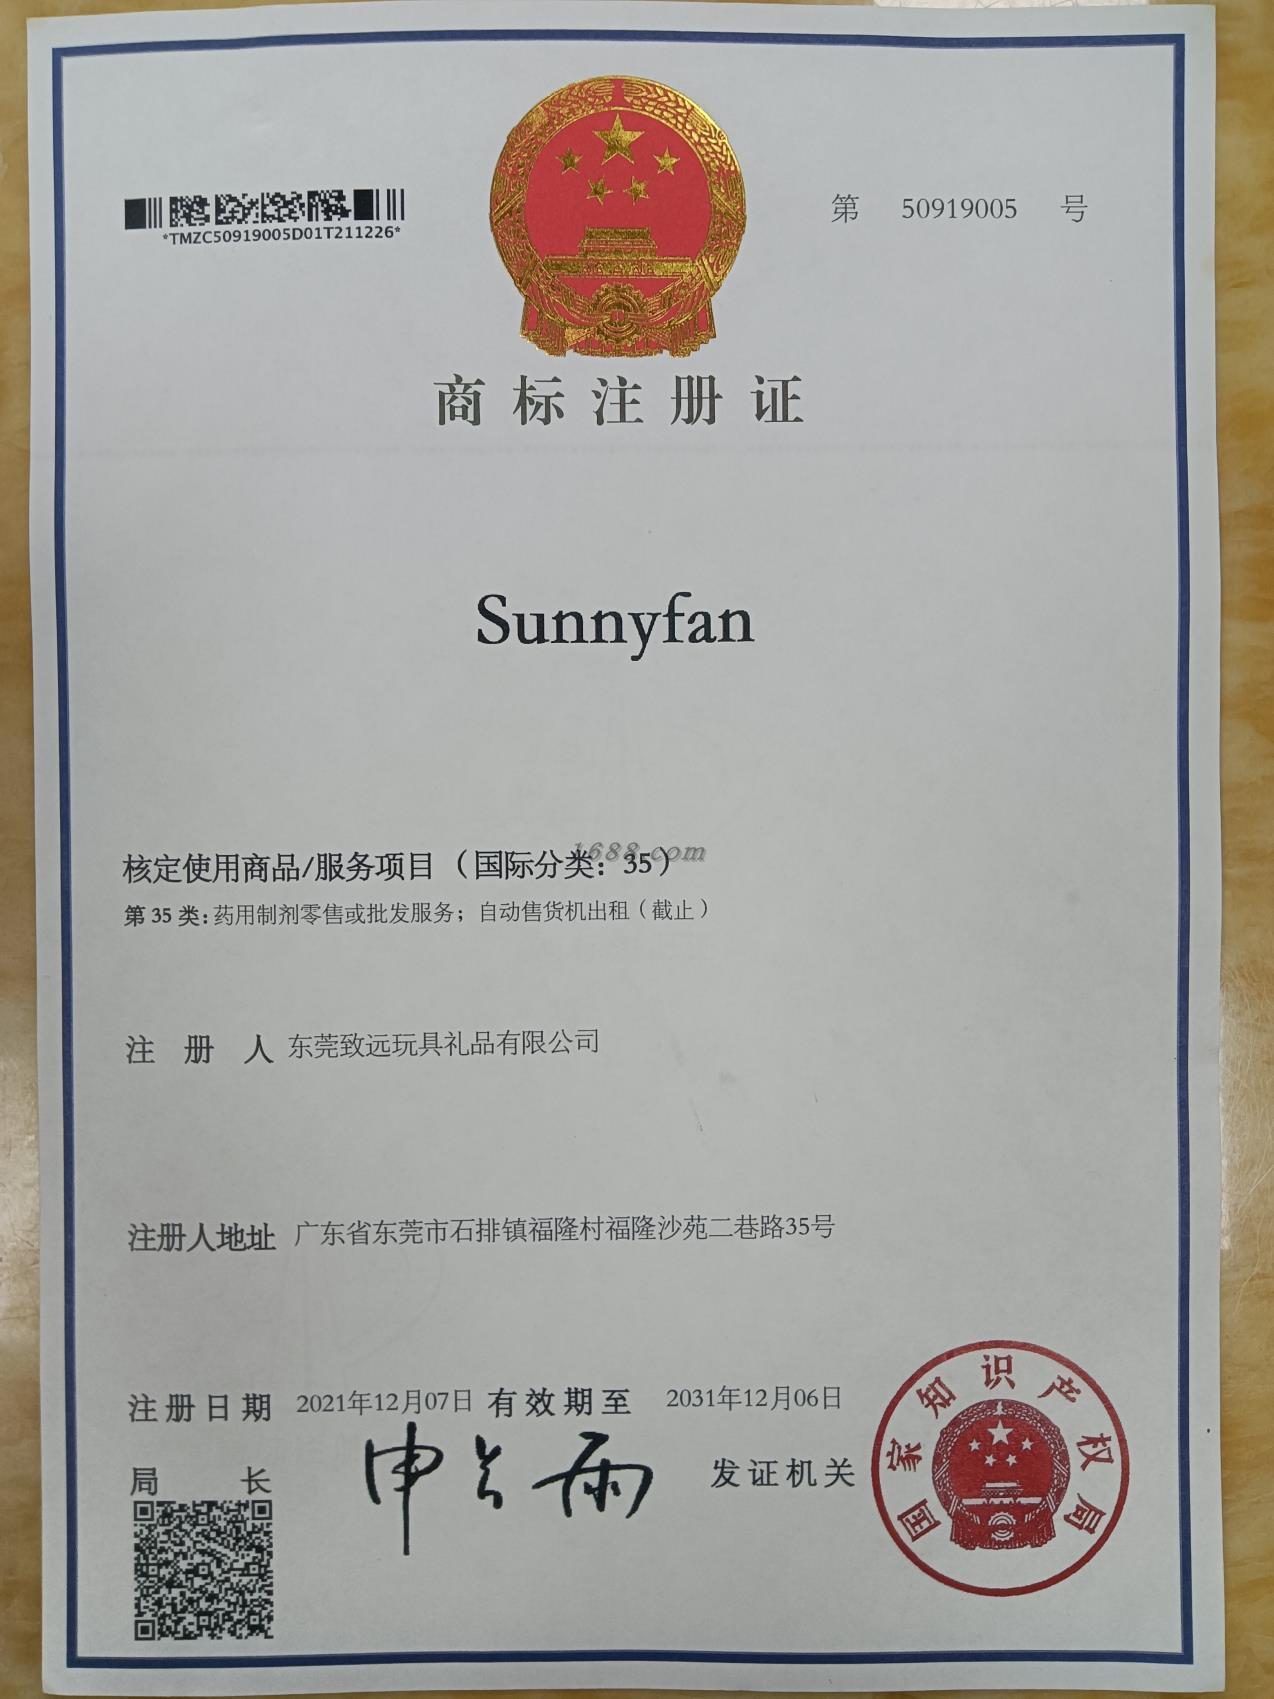 *TMZC50919005D01T211226*
第 50919005 号
商标注册证
Sunnyfan
1688.com
核定使用商品/服务项目（国际分类：35）
第 35 类：药用制剂零售或批发服务；自动售货机出租（截止）
注册人 东莞致远玩具礼品有限公司
注册人地址 广东省东莞市石排镇福隆村福隆沙苑二巷路35号
注册日期 2021年12月07日 有效期至 2031年12月06日
局长 申长雨 发证机关
国家知识产权局